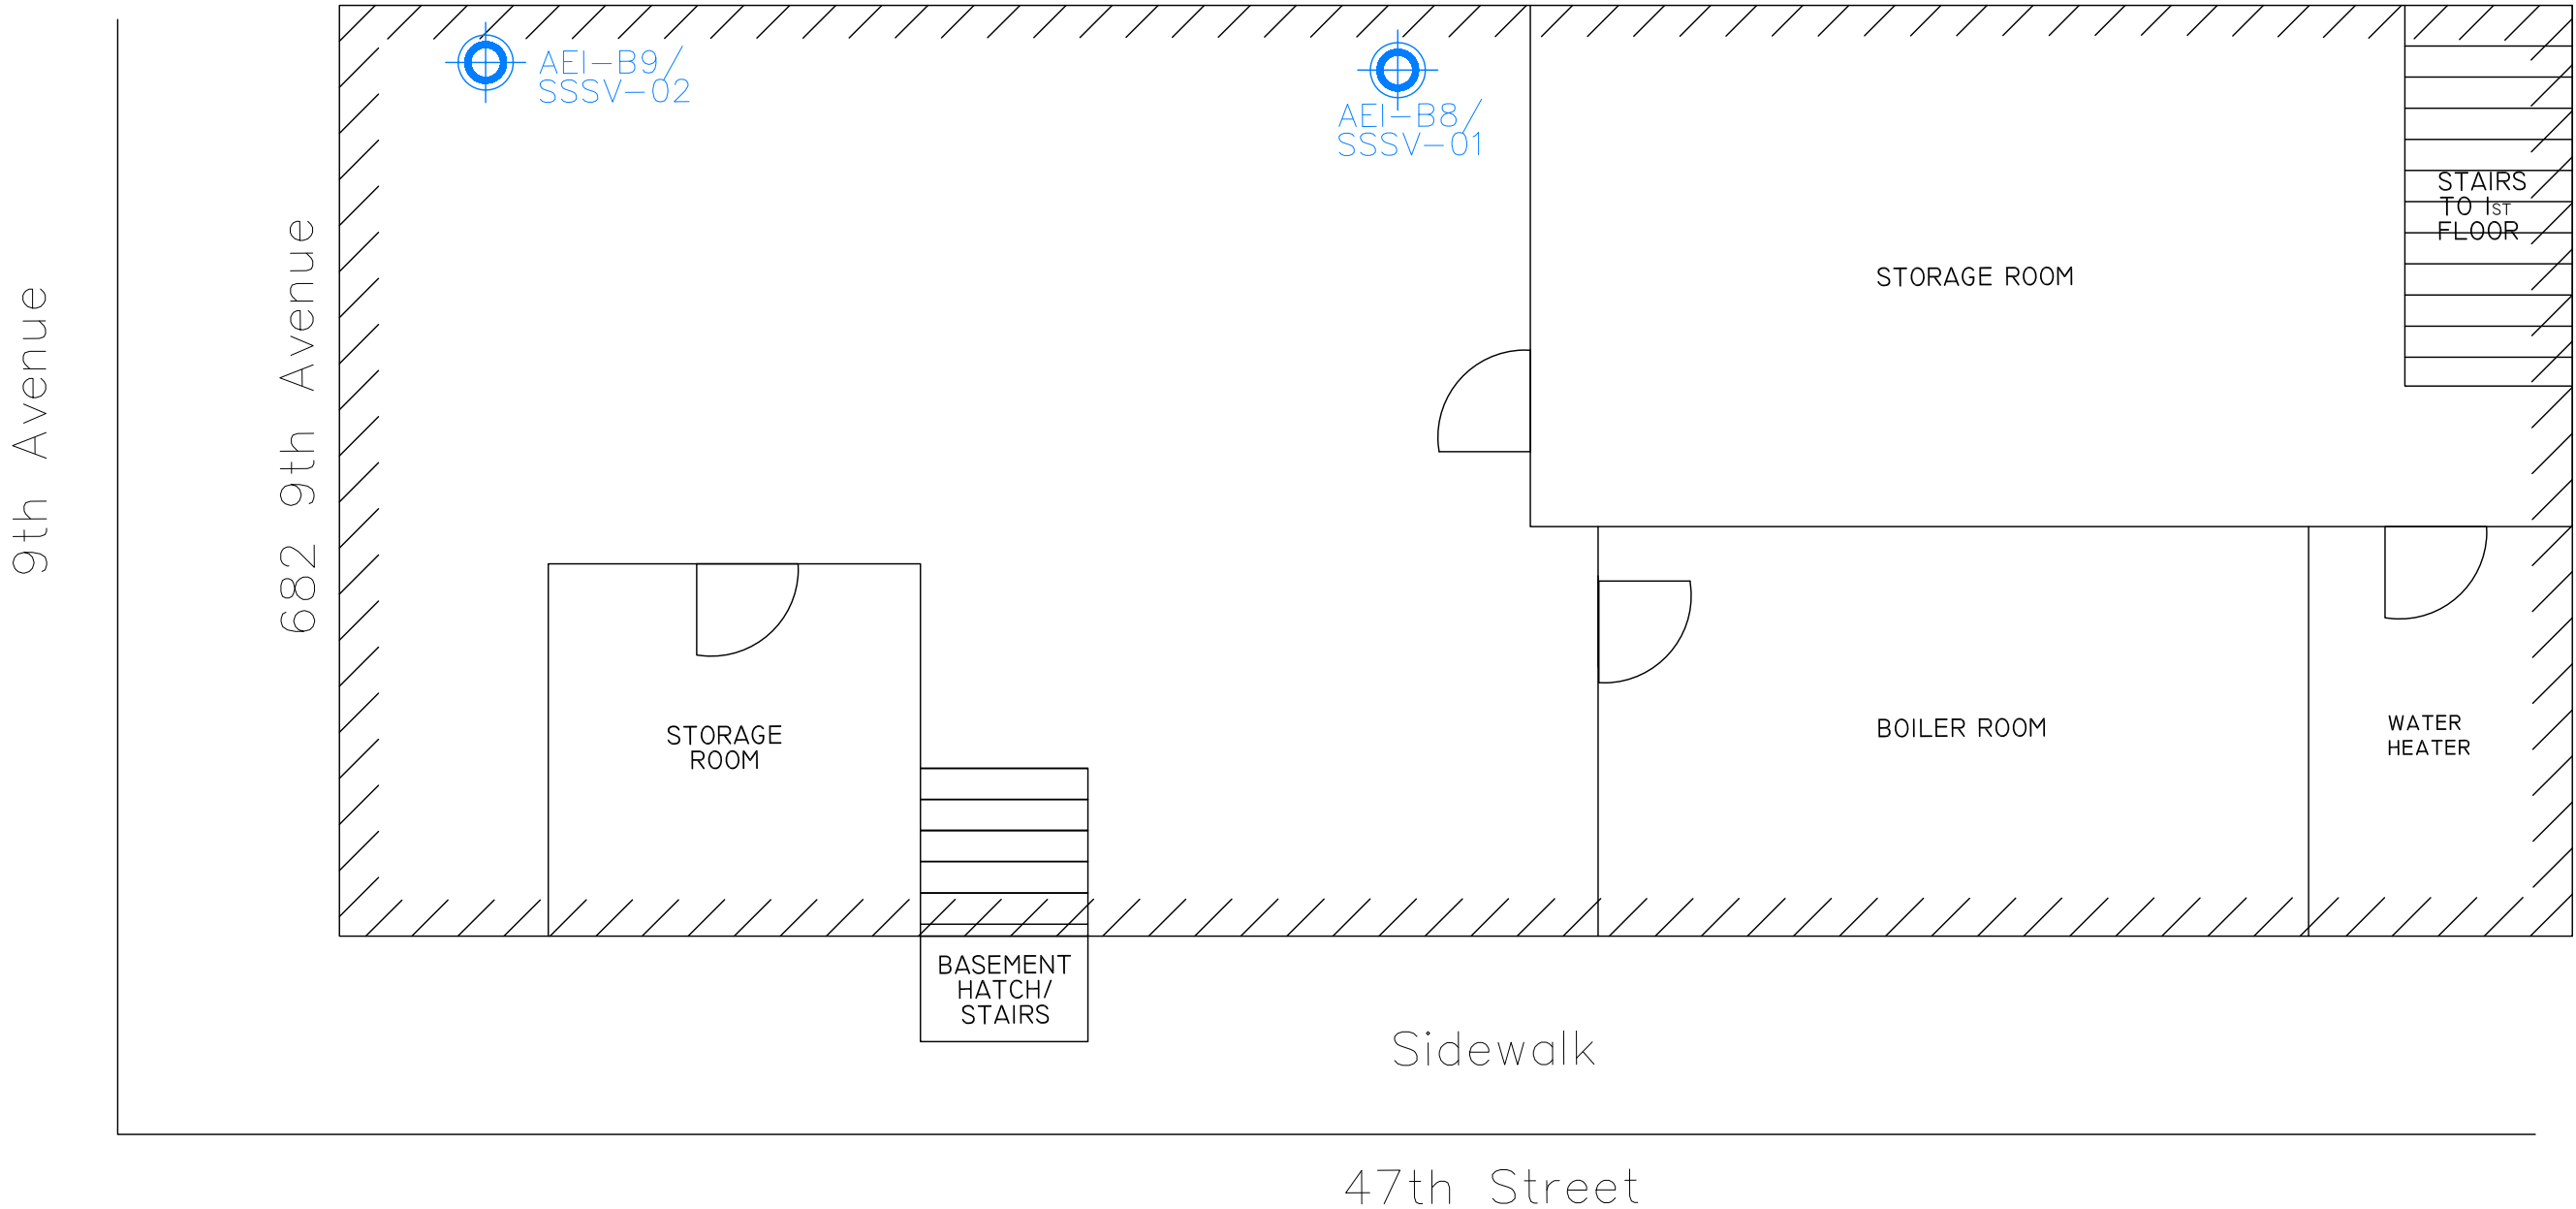 AEI-B9/
SSSV-02
AEI-B8/
SSSV-01
STAIRS
TO 1ST
FLOOR
STORAGE ROOM
9th Avenue
682 9th Avenue
STORAGE
ROOM
BOILER ROOM
WATER
HEATER
BASEMENT
HATCH/
STAIRS
Sidewalk
47th Street